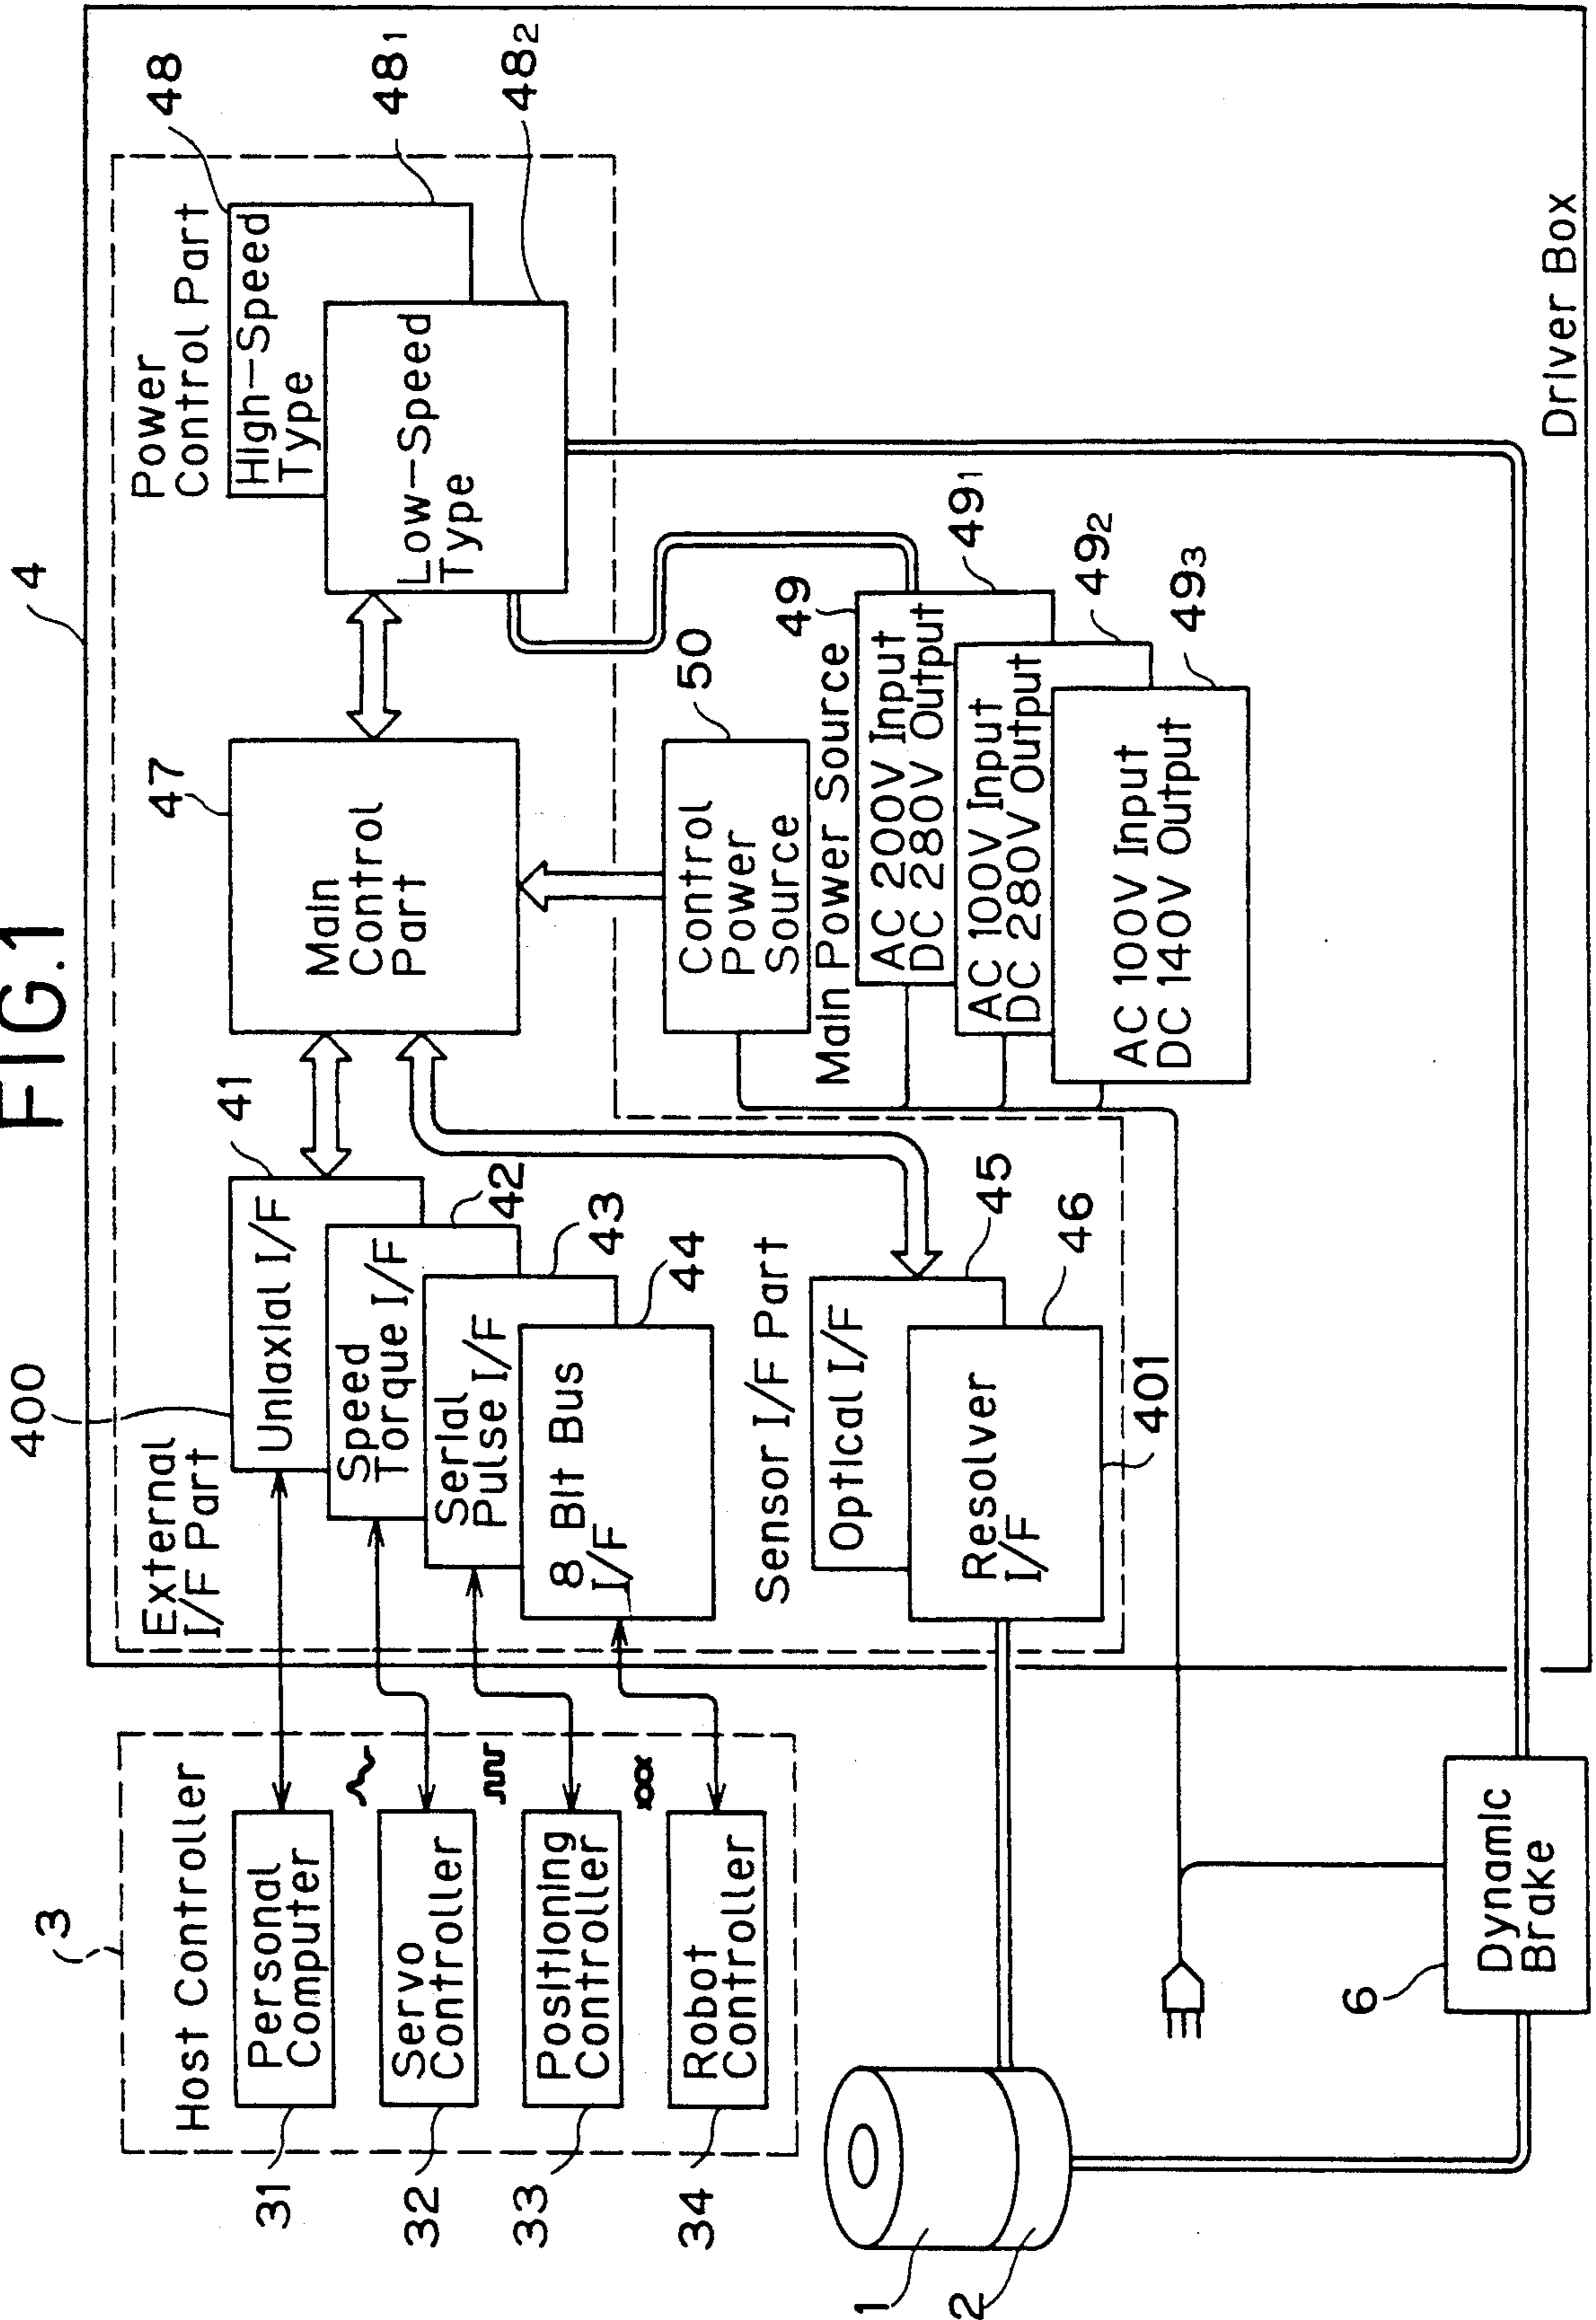 FIG.1
4
3
Host Controller
Personal
Computer
31
Servo
Controller
32
Positioning
Controller
33
Robot
Controller
34
400
External
I/F Part
Uniaxial I/F
41
Speed
Torque I/F
42
Serial
Pulse I/F
43
8 Bit Bus
I/F
44
Sensor I/F Part
Optical I/F
45
Resolver
I/F
46
401
Main
Control
Part
47
Power
Control Part
48
High-Speed
Type
481
Low-Speed
Type
482
Control
Power
Source
50
Main Power Source
49
AC 200V Input
DC 280V Output
491
AC 100V Input
DC 280V Output
492
AC 100V Input
DC 140V Output
493
Driver Box
1
2
6
Dynamic
Brake